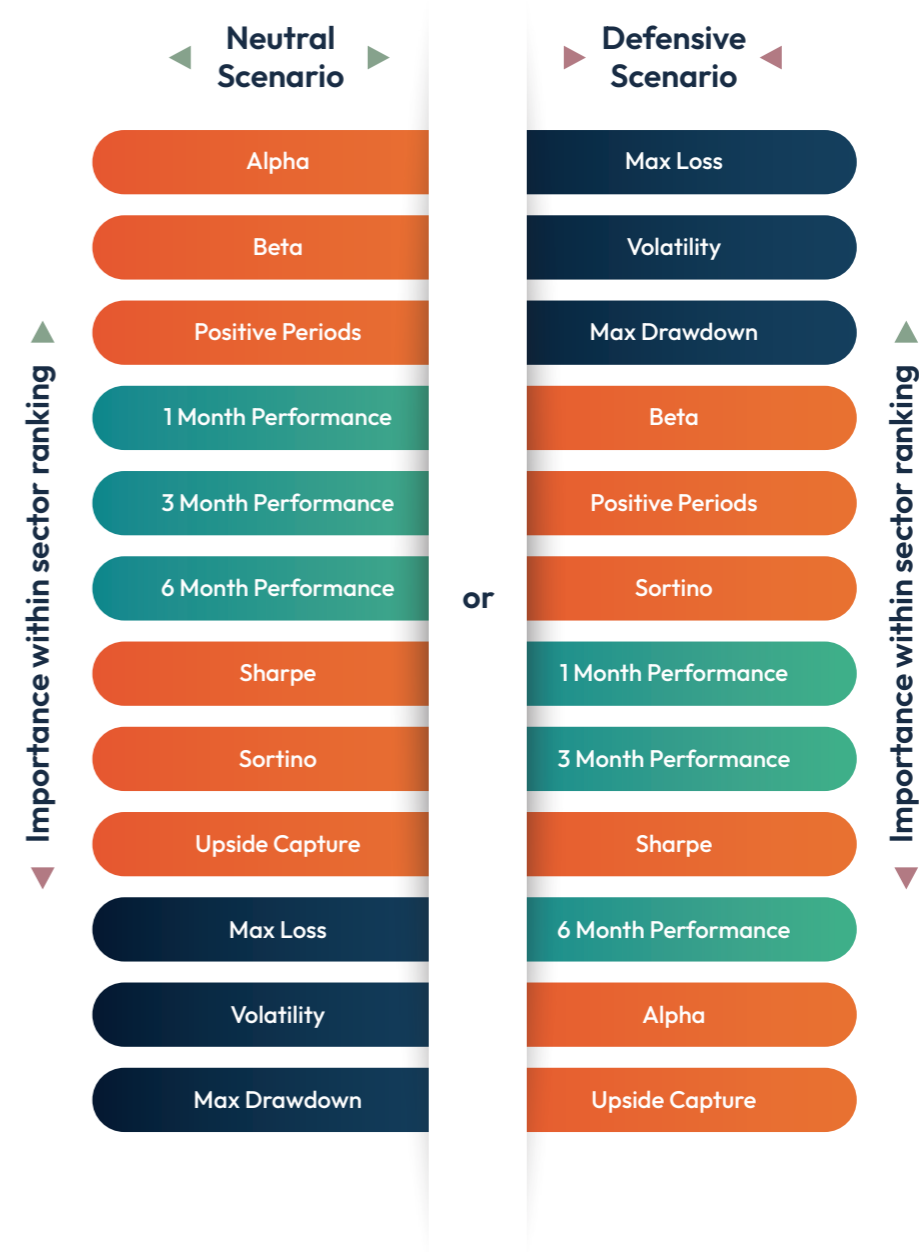 Neutral
Scenario
Alpha
Beta
Positive Periods
1 Month Performance
3 Month Performance
6 Month Performance
Sharpe
Sortino
Upside Capture
Max Loss
Volatility
Max Drawdown
Importance within sector ranking
or
Defensive
Scenario
Max Loss
Volatility
Max Drawdown
Beta
Positive Periods
Sortino
1 Month Performance
3 Month Performance
Sharpe
6 Month Performance
Alpha
Upside Capture
Importance within sector ranking